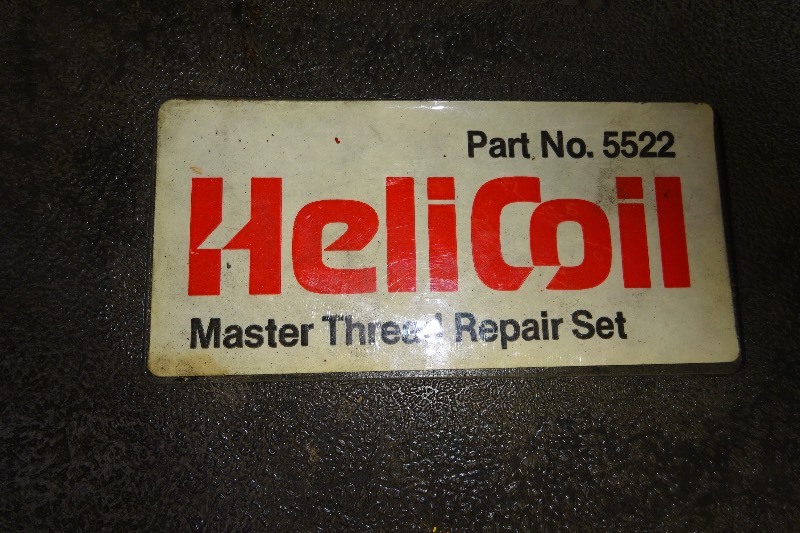 Part No. 5522
HeliCoil
Master Thread Repair Set